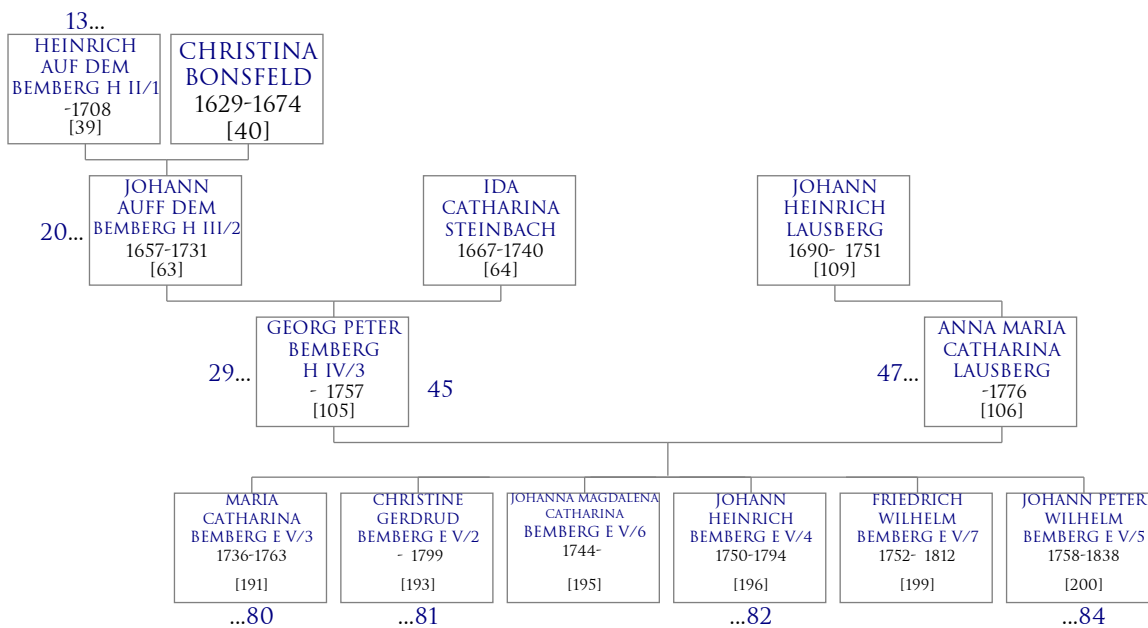 13...
HEINRICH
AUF DEM
BEMBERG H II/1
-1708
[39]
CHRISTINA
BONSFELD
1629-1674
[40]
20...
JOHANN
AUFF DEM
BEMBERG H III/2
1657-1731
[63]
IDA
CATHARINA
STEINBACH
1667-1740
[64]
JOHANN
HEINRICH
LAUSBERG
1690- 1751
[109]
29...
GEORG PETER
BEMBERG
H IV/3
- 1757
[105]
45
47...
ANNA MARIA
CATHARINA
LAUSBERG
-1776
[106]
MARIA
CATHARINA
BEMBERG E V/3
1736-1763
[191]
...80
CHRISTINE
GERDRUD
BEMBERG E V/2
- 1799
[193]
...81
JOHANNA MAGDALENA
CATHARINA
BEMBERG E V/6
1744-
[195]
JOHANN
HEINRICH
BEMBERG E V/4
1750-1794
[196]
...82
FRIEDRICH
WILHELM
BEMBERG E V/7
1752- 1812
[199]
JOHANN PETER
WILHELM
BEMBERG E V/5
1758-1838
[200]
...84